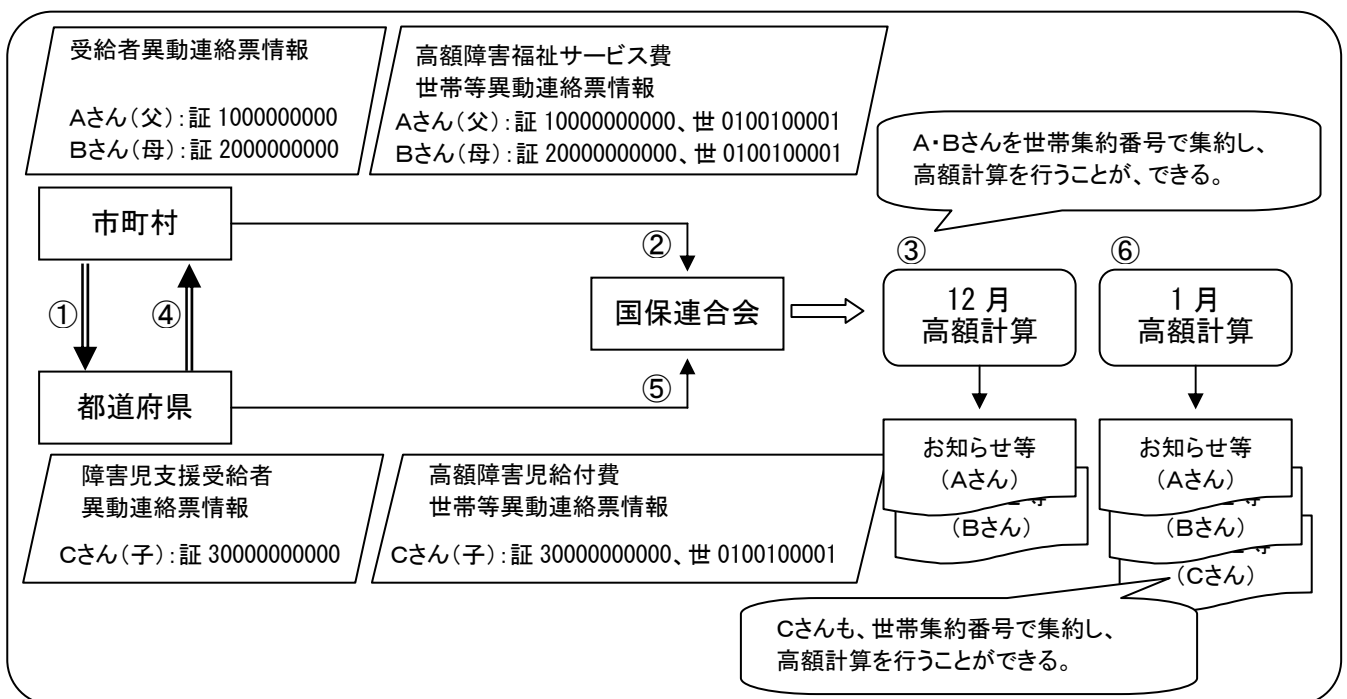 受給者異動連絡票情報
Aさん(父):証 1000000000
Bさん(母):証 2000000000
高額障害福祉サービス費
世帯等異動連絡票情報
Aさん(父):証 10000000000、世 0100100001
Bさん(母):証 20000000000、世 0100100001
A・Bさんを世帯集約番号で集約し、
高額計算を行うことが、できる。
市町村
②
③
⑥
①
④
国保連合会
12 月
高額計算
1 月
高額計算
都道府県
⑤
お知らせ等
(Aさん)
(Bさん)
お知らせ等
(Aさん)
(Bさん)
(Cさん)
障害児支援受給者
異動連絡票情報
Cさん(子):証 30000000000
高額障害児給付費
世帯等異動連絡票情報
Cさん(子):証 30000000000、世 0100100001
Cさんも、世帯集約番号で集約し、
高額計算を行うことができる。